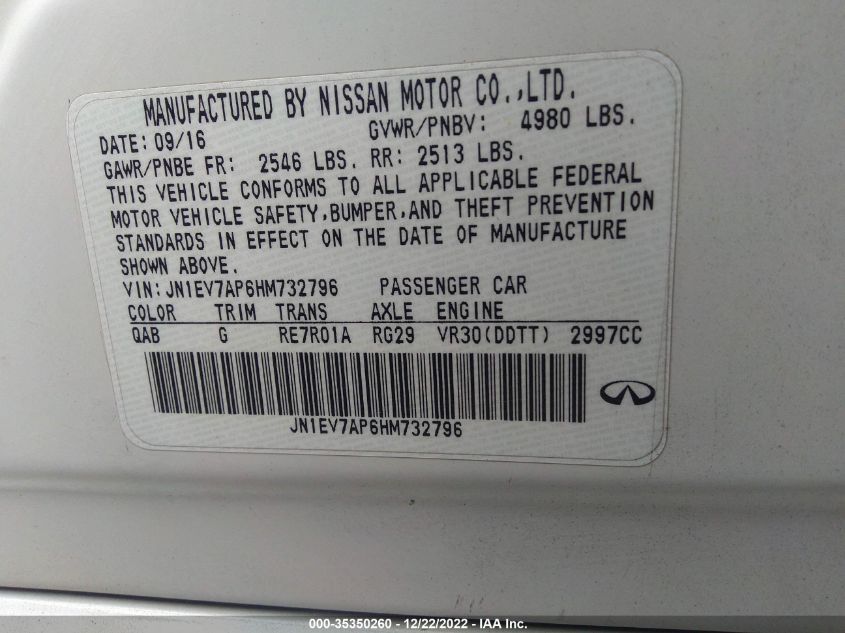 MANUFACTURED BY NISSAN MOTOR CO.,LTD.
DATE: 09/16 GVWR/PNBV: 4980 LBS.
GAWR/PNBE FR: 2546 LBS. RR: 2513 LBS.
THIS VEHICLE CONFORMS TO ALL APPLICABLE FEDERAL
MOTOR VEHICLE SAFETY,BUMPER,AND THEFT PREVENTION
STANDARDS IN EFFECT ON THE DATE OF MANUFACTURE
SHOWN ABOVE.
VIN:JN1EV7AP6HM732796 PASSENGER CAR
COLOR TRIM TRANS AXLE ENGINE
QAB G RE7R01A RG29 VR30(DDTT) 2997CC
JN1EV7AP6HM732796
000-35350260 - 12/22/2022 - IAA Inc.